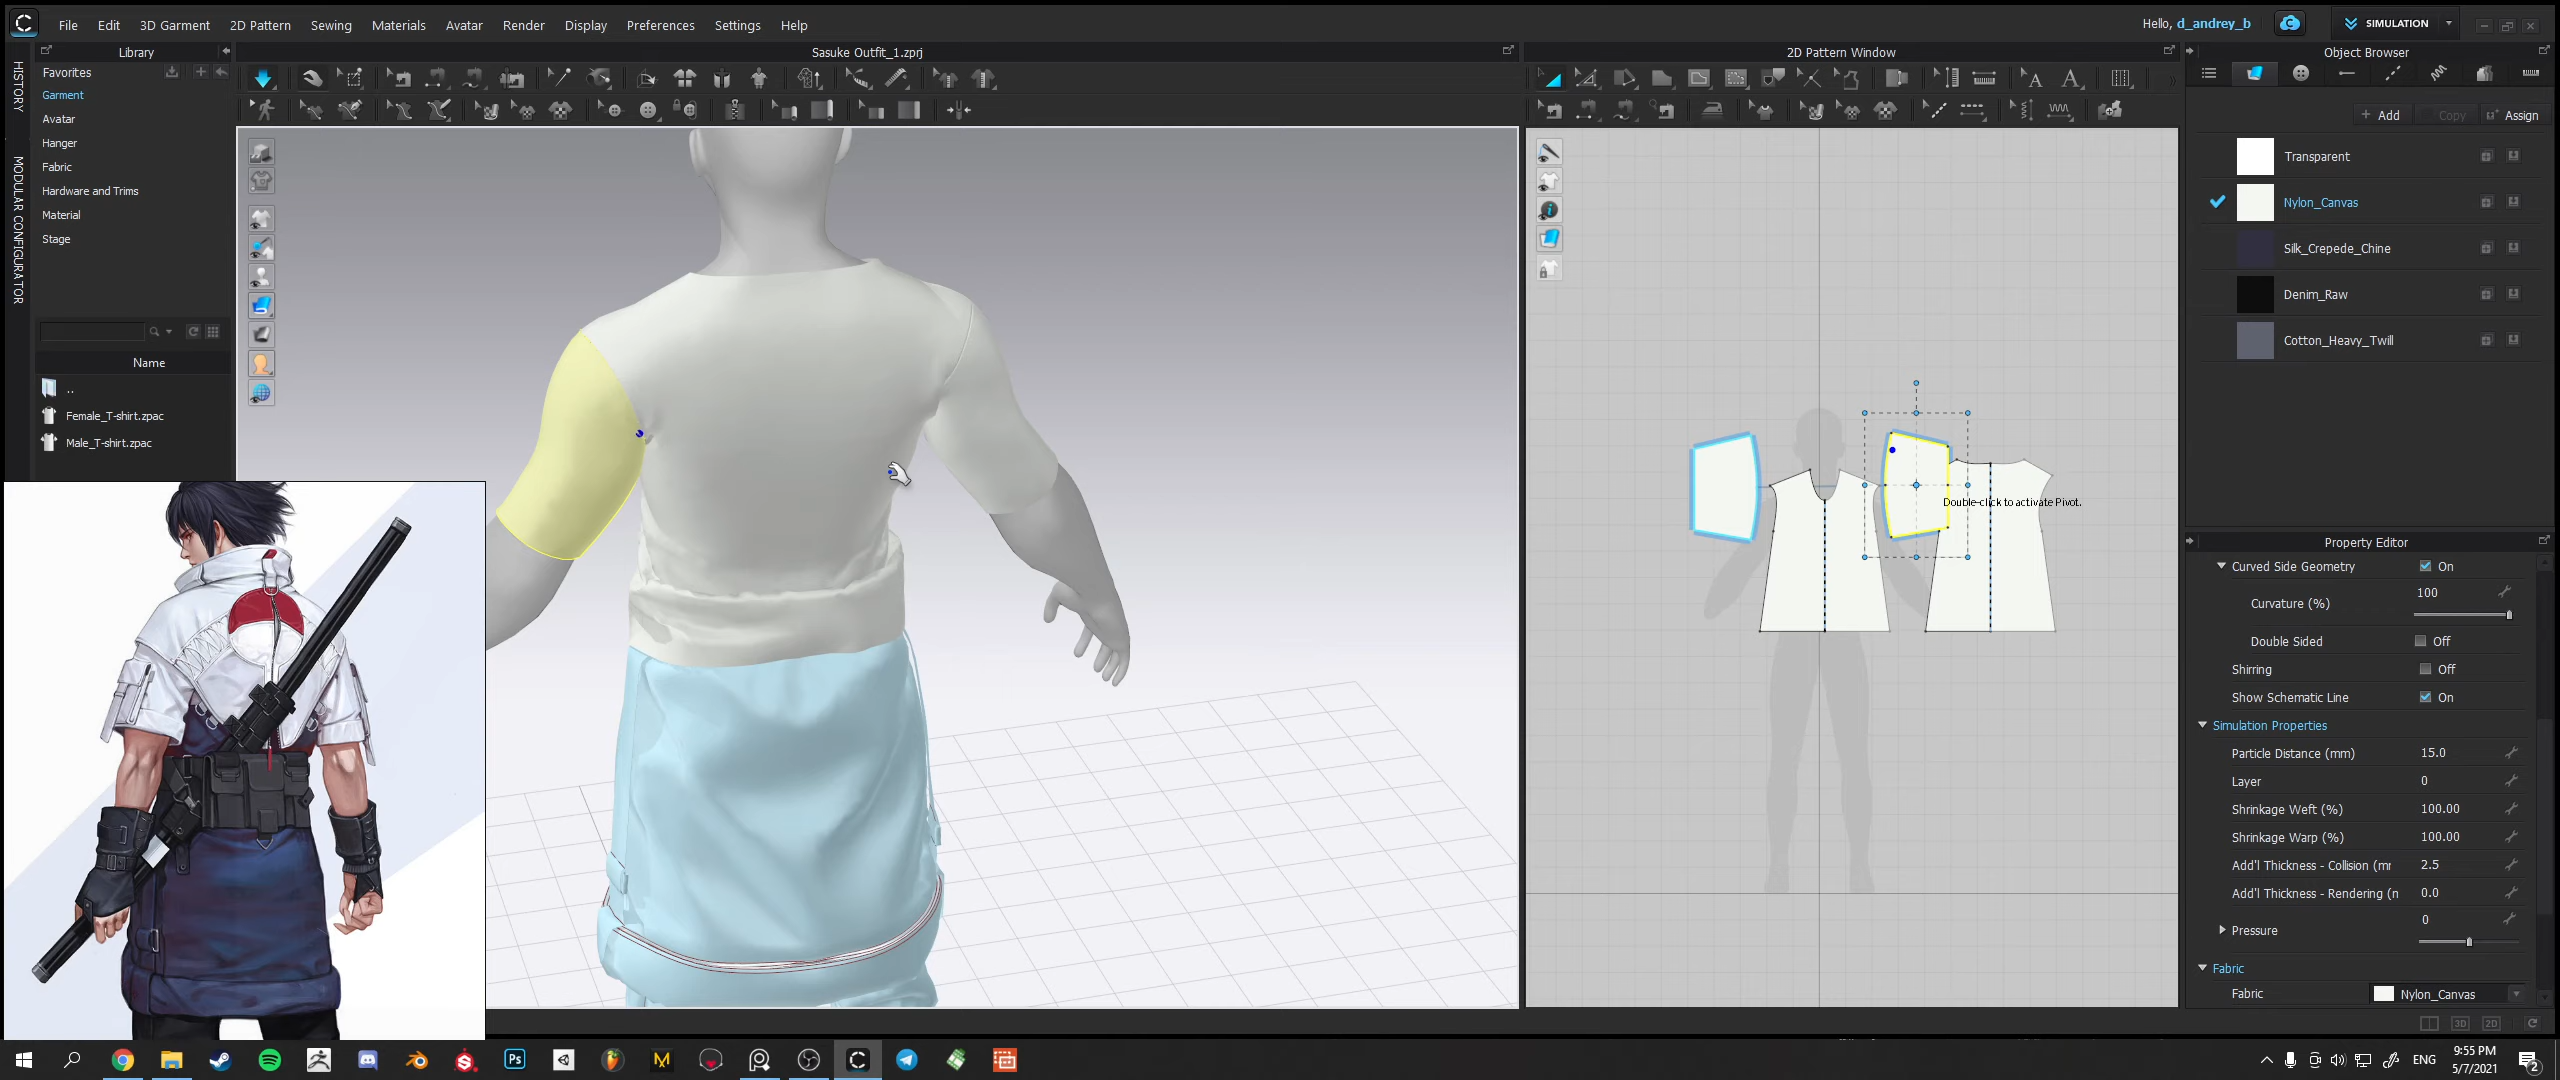 File Edit 3D Garment 2D Pattern Sewing Materials Avatar Render Display Preferences Settings Help
Hello, d_andrey_b
SIMULATION
Library
Sasuke Outfit_1.zprj
2D Pattern Window
Object Browser
HISTORY
MODULAR CONFIGURATOR
Favorites
Garment
Avatar
Hanger
Fabric
Hardware and Trims
Material
Stage
Name
..
Female_T-shirt.zpac
Male_T-shirt.zpac
Double-click to activate Pivot.
+ Add
Copy
Assign
Transparent
Nylon_Canvas
Silk_Crepede_Chine
Denim_Raw
Cotton_Heavy_Twill
Property Editor
Curved Side Geometry On
Curvature (%) 100
Double Sided Off
Shirring Off
Show Schematic Line On
Simulation Properties
Particle Distance (mm) 15.0
Layer 0
Shrinkage Weft (%) 100.00
Shrinkage Warp (%) 100.00
Add'l Thickness - Collision (mr 2.5
Add'l Thickness - Rendering (n 0.0
Pressure 0
Fabric
Fabric Nylon_Canvas
3D 2D
Ps
ENG
9:55 PM
5/7/2021
2